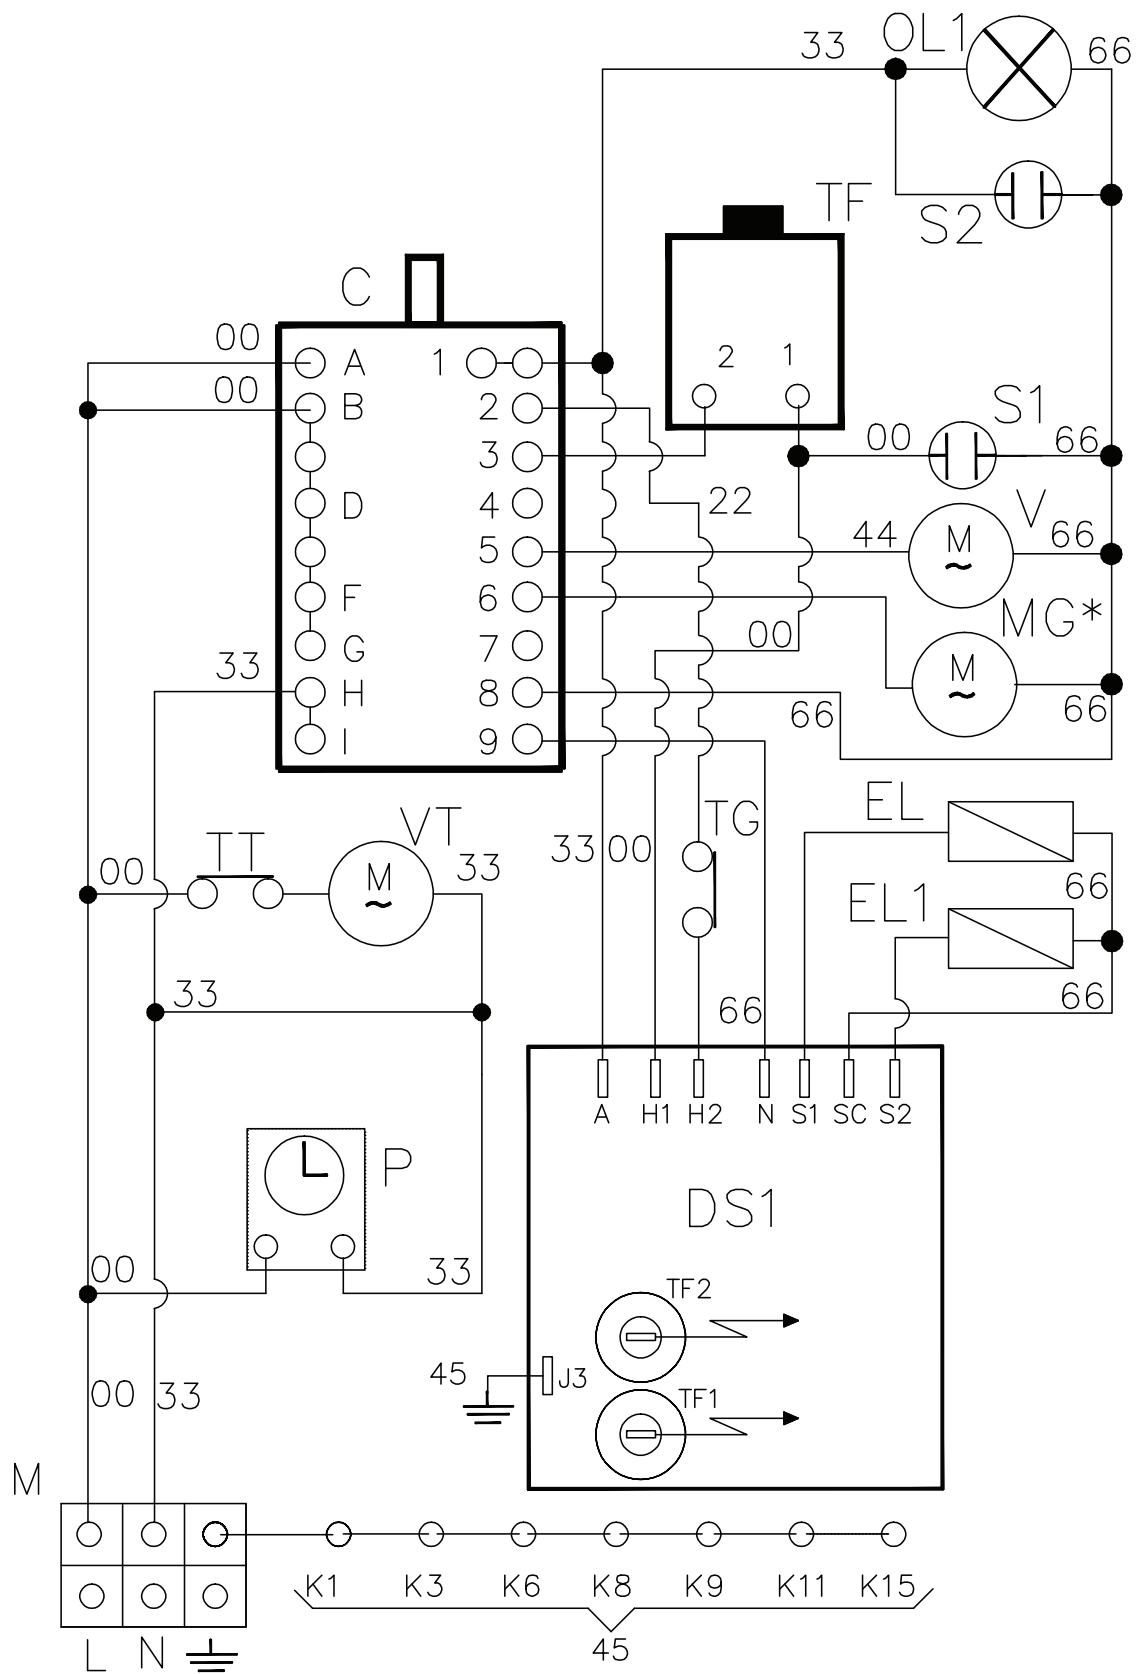 33 OL1 66
TF
S2
C
00 A 1
2 1
00 B 2
S1
3 00 66
D 4 22
V
5 44 M 66
F 6
MG*
G 7 00
33 H 8 M
66 66
I 9
EL
VT TG
TT 33 00
00 M 33 66
EL1
33 66 66
A H1 H2 N S1 SC S2
P
DS1
00 33
TF2
45 J3
00 33 TF1
M
K1 K3 K6 K8 K9 K11 K15
L N 45